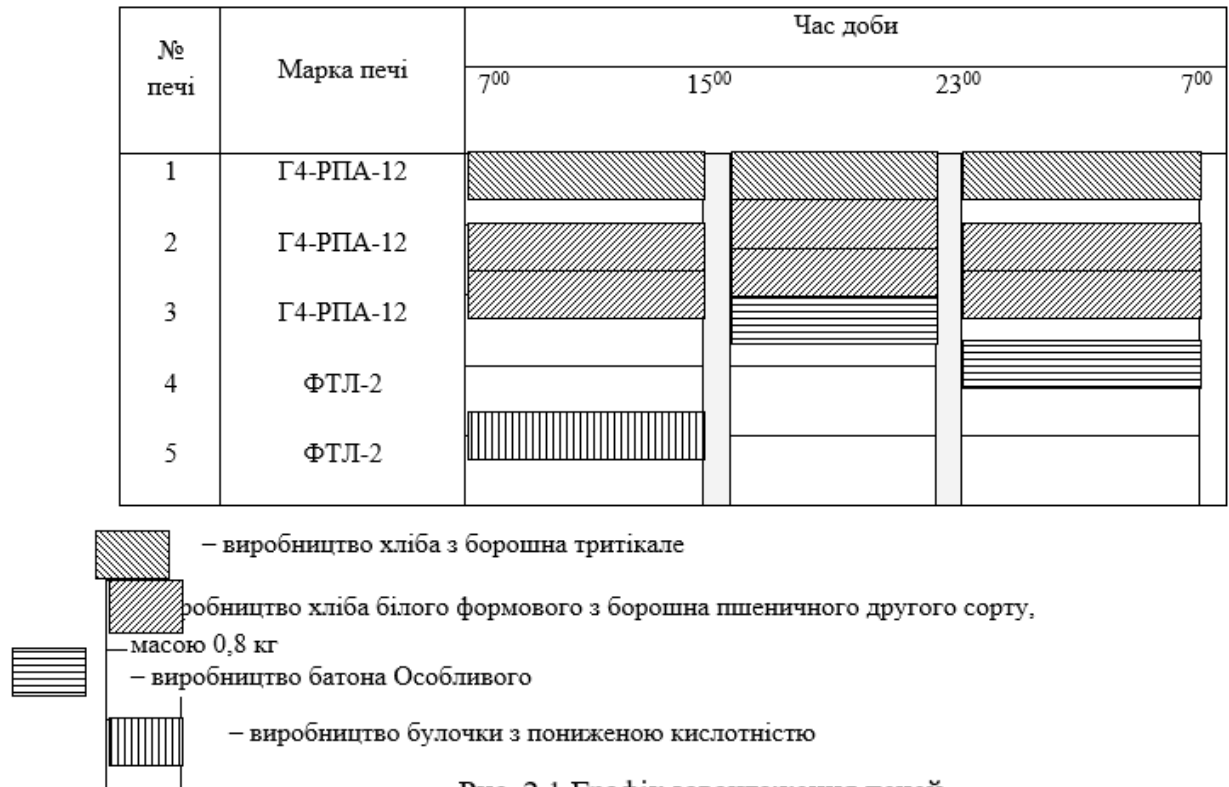 № печі
Марка печі
Час доби
7⁰⁰ 15⁰⁰ 23⁰⁰ 7⁰⁰
1 Г4-РПА-12
2 Г4-РПА-12
3 Г4-РПА-12
4 ФТЛ-2
5 ФТЛ-2
– виробництво хліба з борошна тритікале
робництво хліба білого формового з борошна пшеничного другого сорту,
масою 0,8 кг
– виробництво батона Особливого
– виробництво булочки з пониженою кислотністю